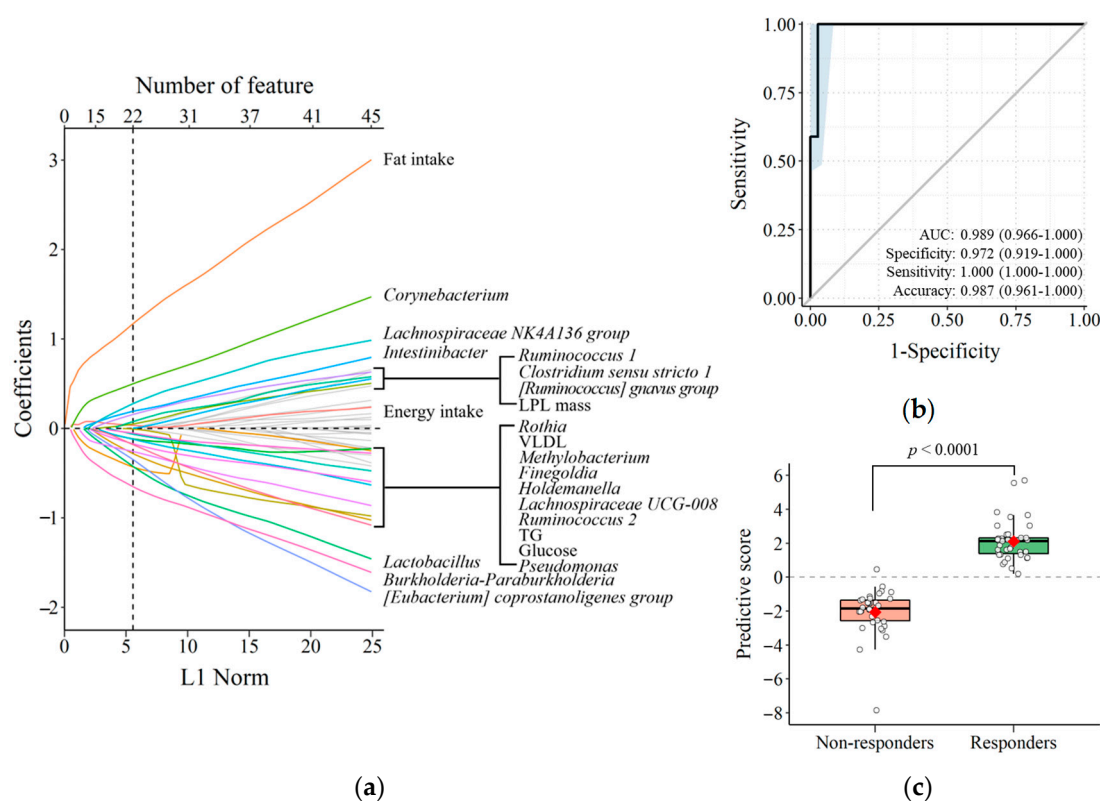 Number of feature
0 15 22 31 37 41 45
Coefficients
3
2
1
0
−1
−2
Fat intake
Corynebacterium
Lachnospiraceae NK4A136 group
Intestinibacter
Ruminococcus 1
Clostridium sensu stricto 1
[Ruminococcus] gnavus group
LPL mass
Energy intake
Rothia
VLDL
Methylobacterium
Finegoldia
Holdemanella
Lachnospiraceae UCG-008
Ruminococcus 2
TG
Glucose
Pseudomonas
Lactobacillus
Burkholderia-Paraburkholderia
[Eubacterium] coprostanoligenes group
0 5 10 15 20 25
L1 Norm
(a)
Sensitivity
1.00
0.75
0.50
0.25
0.00
AUC: 0.989 (0.966-1.000)
Specificity: 0.972 (0.919-1.000)
Sensitivity: 1.000 (1.000-1.000)
Accuracy: 0.987 (0.961-1.000)
0.00 0.25 0.50 0.75 1.00
1-Specificity
(b)
p < 0.0001
Predictive score
6
4
2
0
−2
−4
−6
−8
Non-responders Responders
(c)